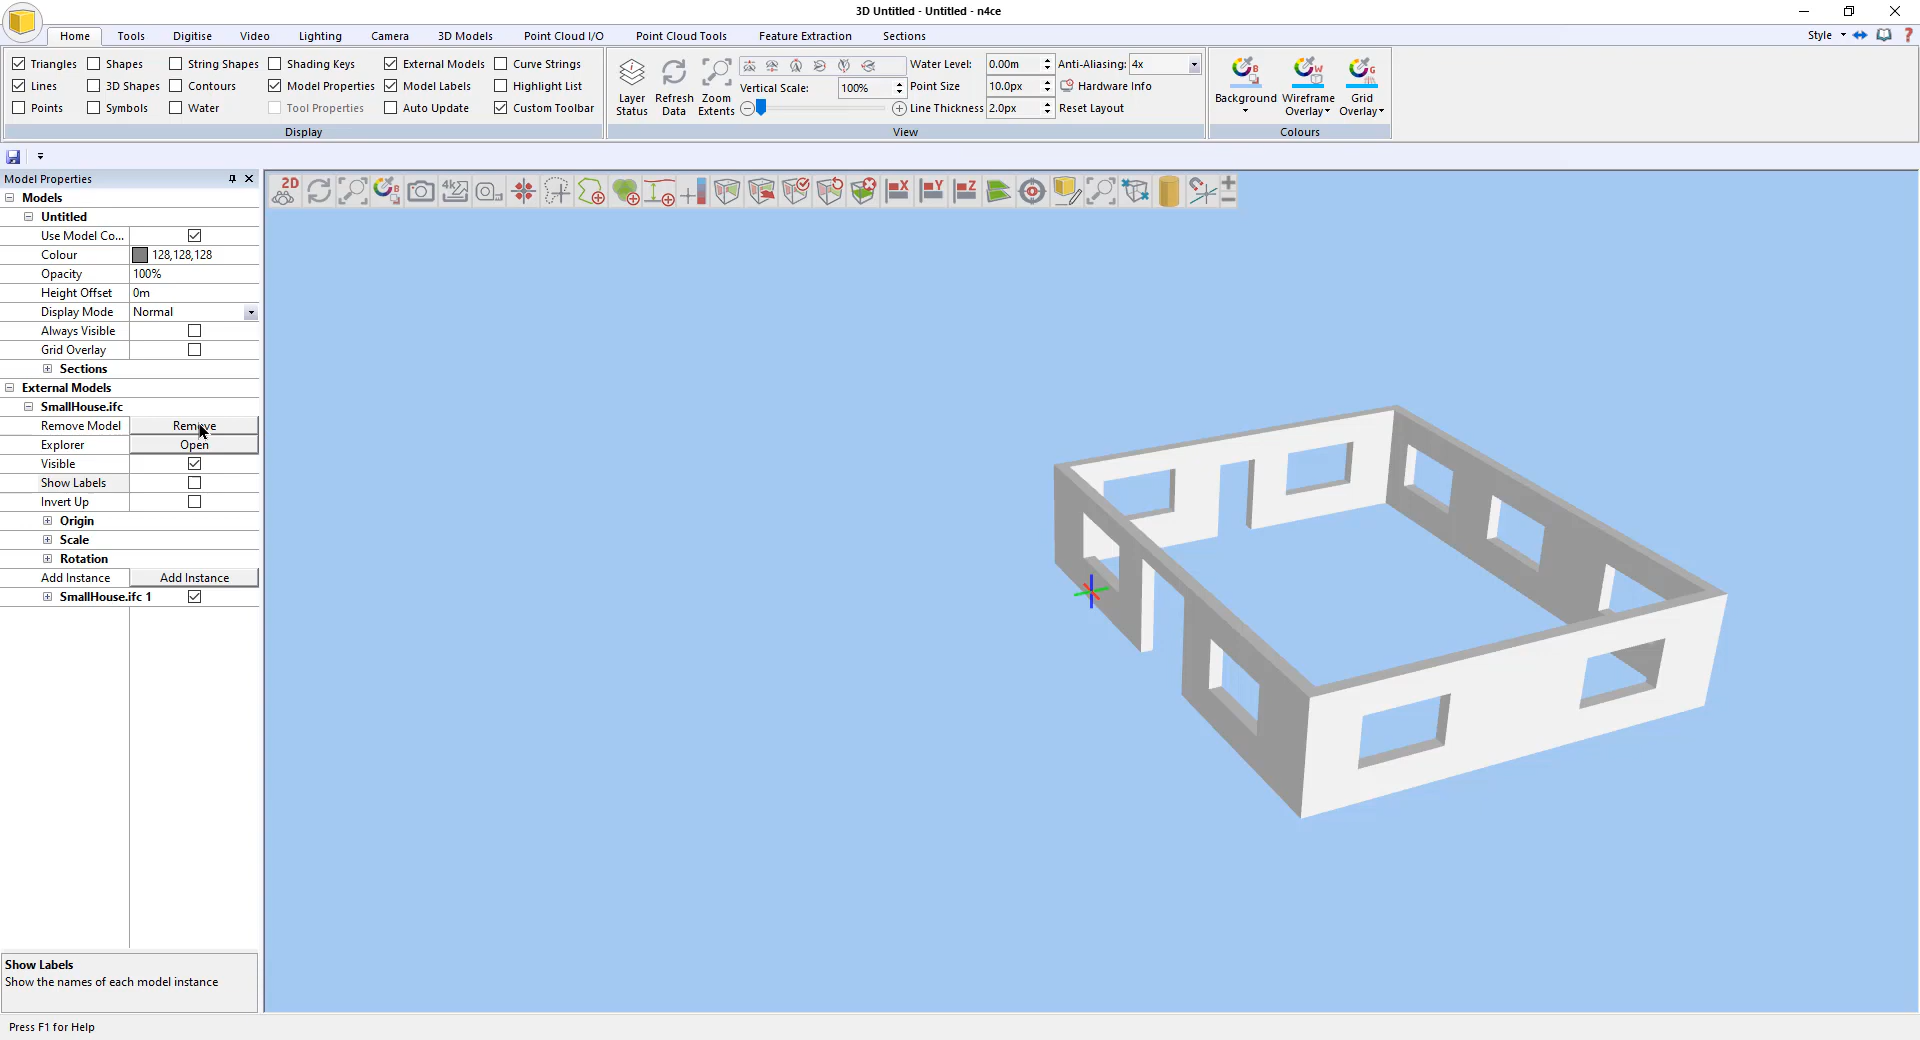 3D Untitled - Untitled - n4ce
Home Tools Digitise Video Lighting Camera 3D Models Point Cloud I/O Point Cloud Tools Feature Extraction Sections Style
Triangles Shapes String Shapes Shading Keys External Models Curve Strings
Lines 3D Shapes Contours Model Properties Model Labels Highlight List
Points Symbols Water Tool Properties Auto Update Custom Toolbar
Display
Layer Status
Refresh Data
Zoom Extents
Vertical Scale: 100%
Water Level: 0.00m
Point Size 10.0px
Line Thickness 2.0px
Anti-Aliasing: 4x
Hardware Info
Reset Layout
View
Background
Wireframe Overlay
Grid Overlay
Colours
Model Properties
Models
Untitled
Use Model Co...
Colour 128,128,128
Opacity 100%
Height Offset 0m
Display Mode Normal
Always Visible
Grid Overlay
Sections
External Models
SmallHouse.ifc
Remove Model Remove
Explorer Open
Visible
Show Labels
Invert Up
Origin
Scale
Rotation
Add Instance Add Instance
SmallHouse.ifc 1
2D
4k
X
Y
Z
Show Labels
Show the names of each model instance
Press F1 for Help